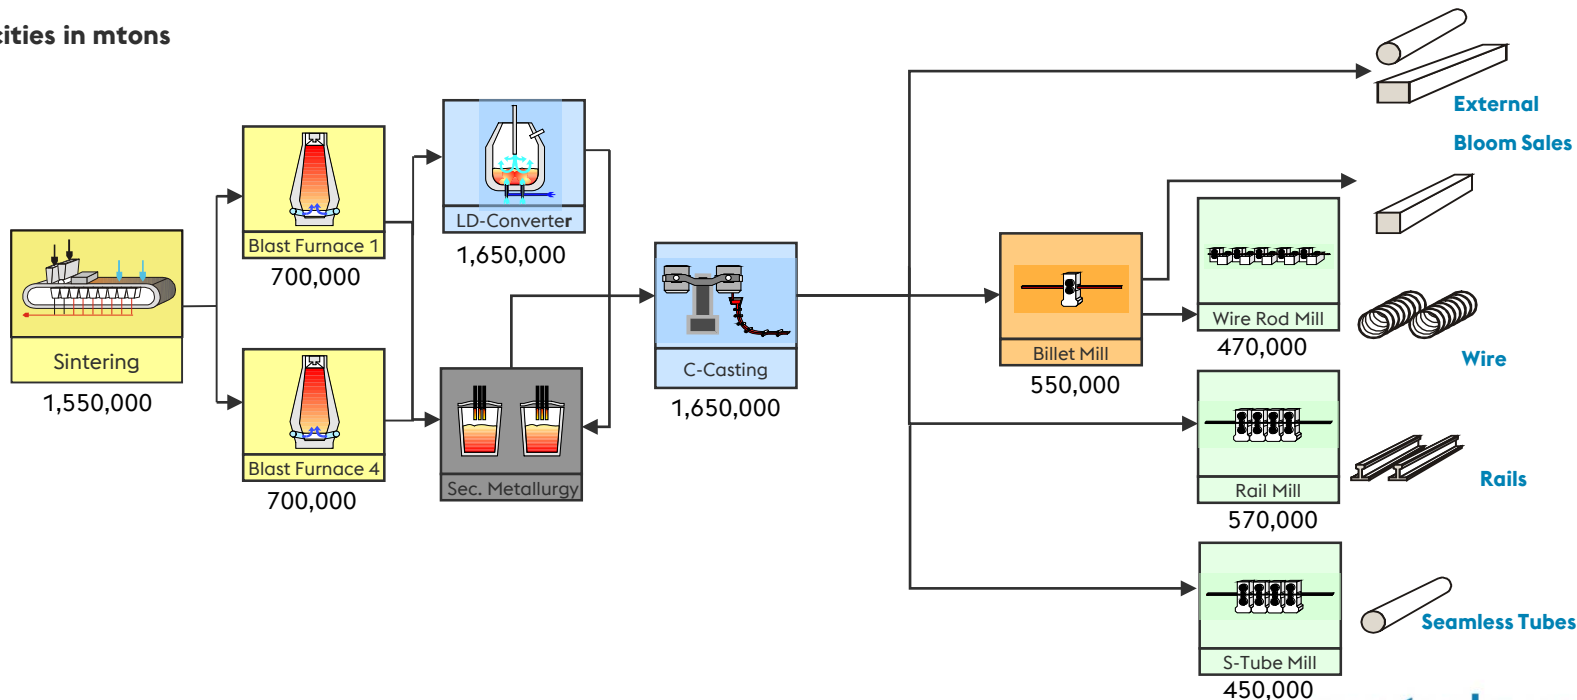 cities in mtons
External
Bloom Sales
LD-Converter
1,650,000
Blast Furnace 1
700,000
Sintering
1,550,000
Blast Furnace 4
700,000
Sec. Metallurgy
C-Casting
1,650,000
Billet Mill
550,000
Wire Rod Mill
470,000
Wire
Rail Mill
570,000
Rails
S-Tube Mill
450,000
Seamless Tubes